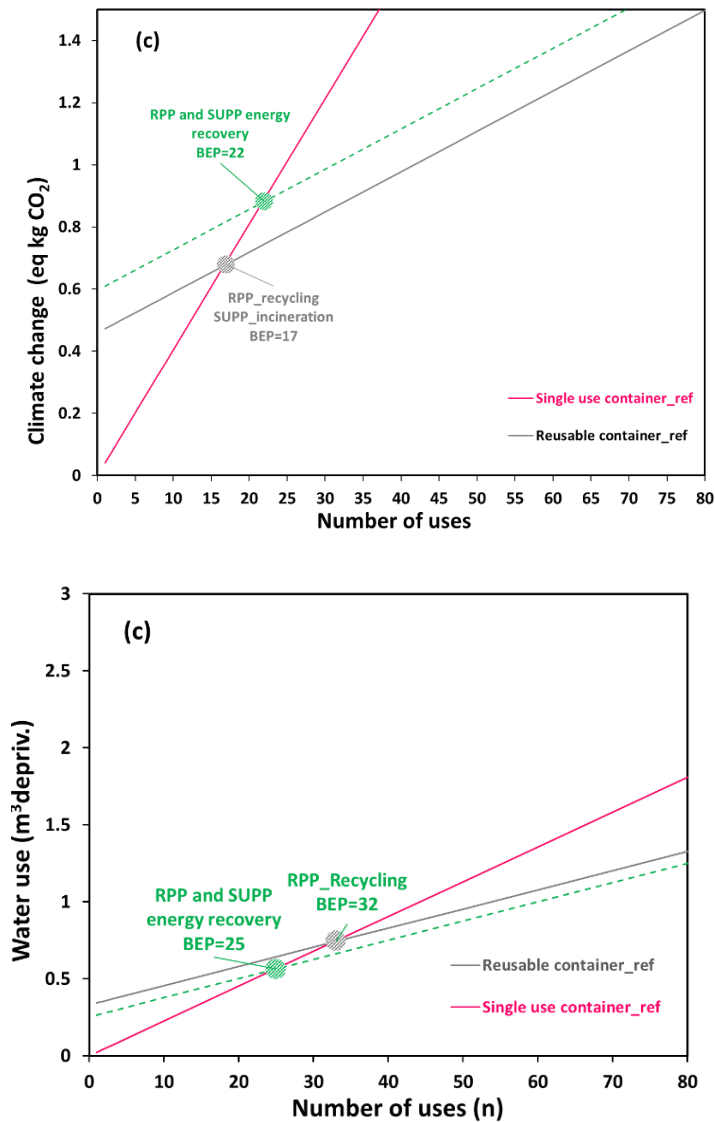 (c)
1.4
1.2
1
0.8
0.6
0.4
0.2
0
Climate change (eq kg CO2)
RPP and SUPP energy
recovery
BEP=22
RPP_recycling
SUPP_incineration
BEP=17
Single use container_ref
Reusable container_ref
0 5 10 15 20 25 30 35 40 45 50 55 60 65 70 75 80
Number of uses
(c)
3
2.5
2
1.5
1
0.5
0
Water use (m³depriv.)
RPP and SUPP
energy recovery
BEP=25
RPP_Recycling
BEP=32
Reusable container_ref
Single use container_ref
0 10 20 30 40 50 60 70 80
Number of uses (n)